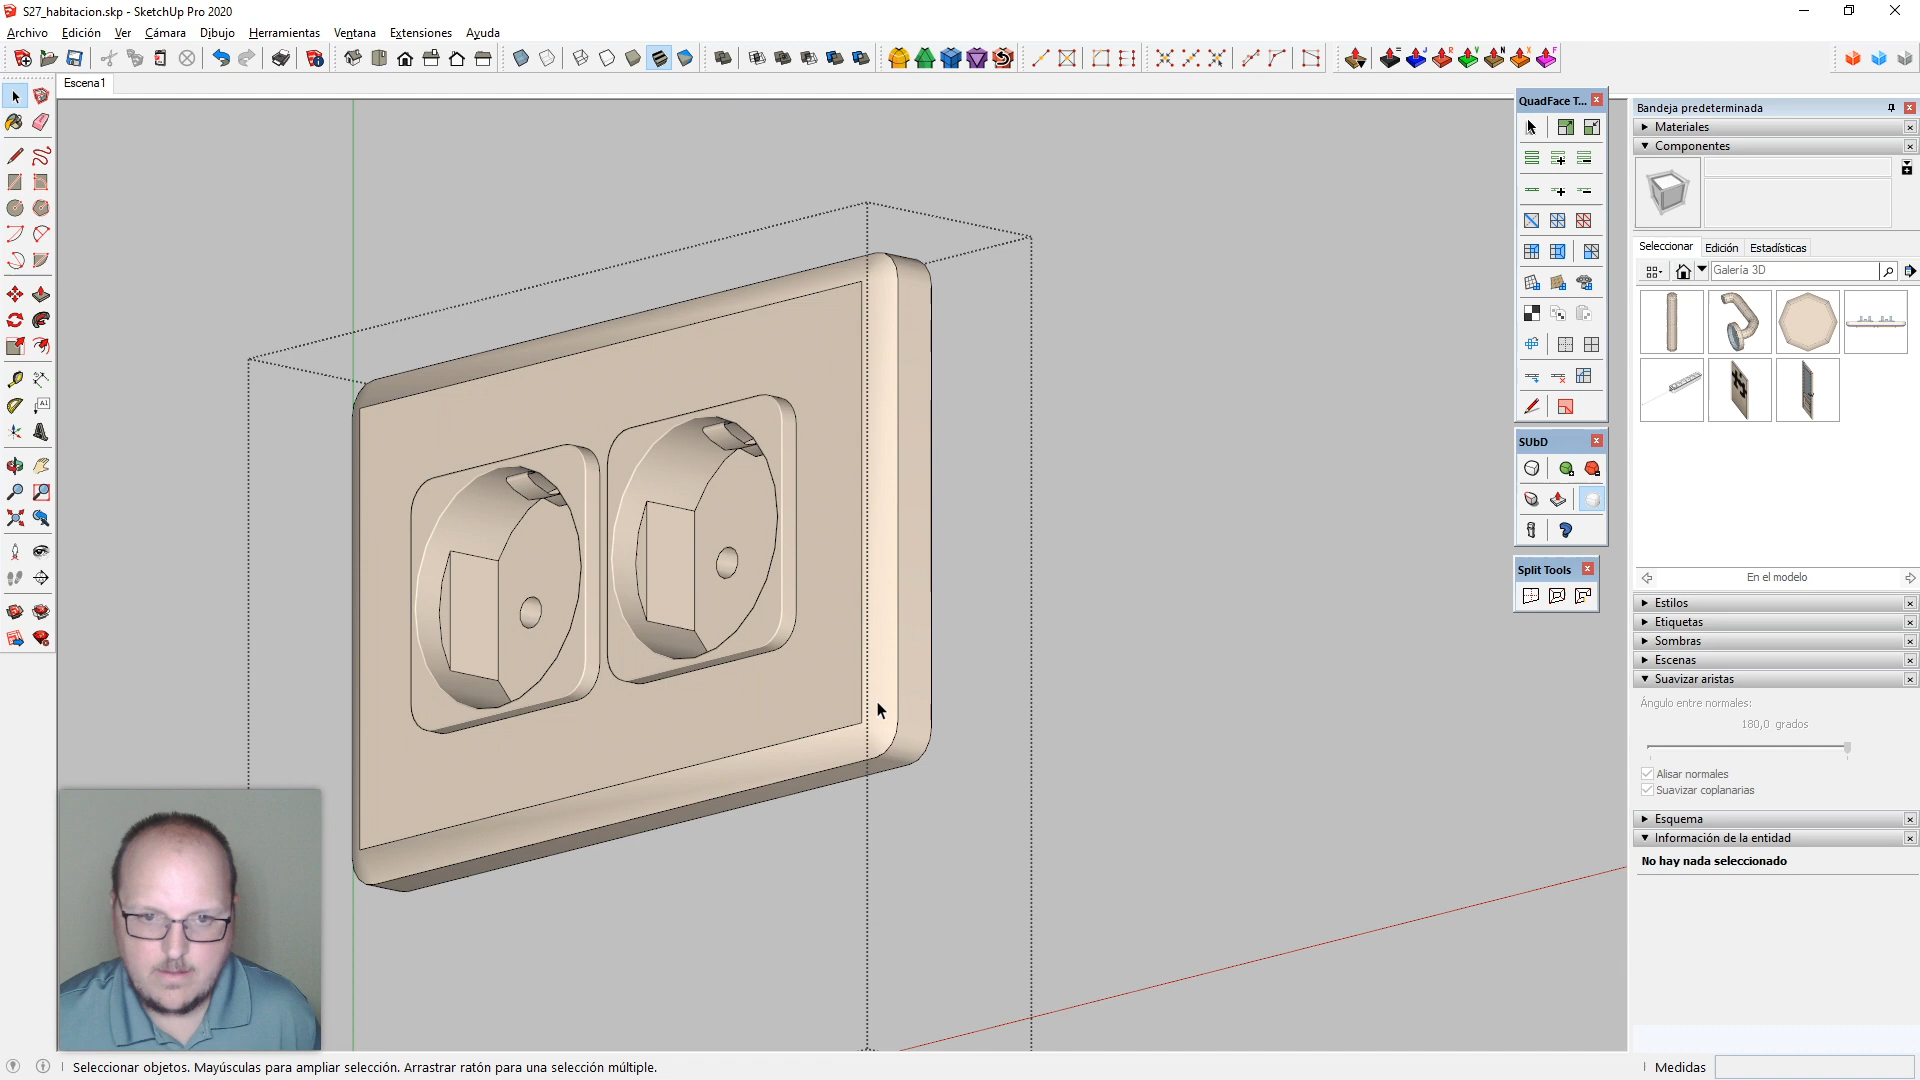 S27_habitacion.skp - SketchUp Pro 2020
Archivo Edición Ver Cámara Dibujo Herramientas Ventana Extensiones Ayuda
Escena1
QuadFace T...
SUbD
Split Tools
Bandeja predeterminada
Materiales
Componentes
Seleccionar Edición Estadísticas
Galería 3D
En el modelo
Estilos
Etiquetas
Sombras
Escenas
Suavizar aristas
Ángulo entre normales:
180,0 grados
Alisar normales
Suavizar coplanarias
Esquema
Información de la entidad
No hay nada seleccionado
Seleccionar objetos. Mayúsculas para ampliar selección. Arrastrar ratón para una selección múltiple.
Medidas